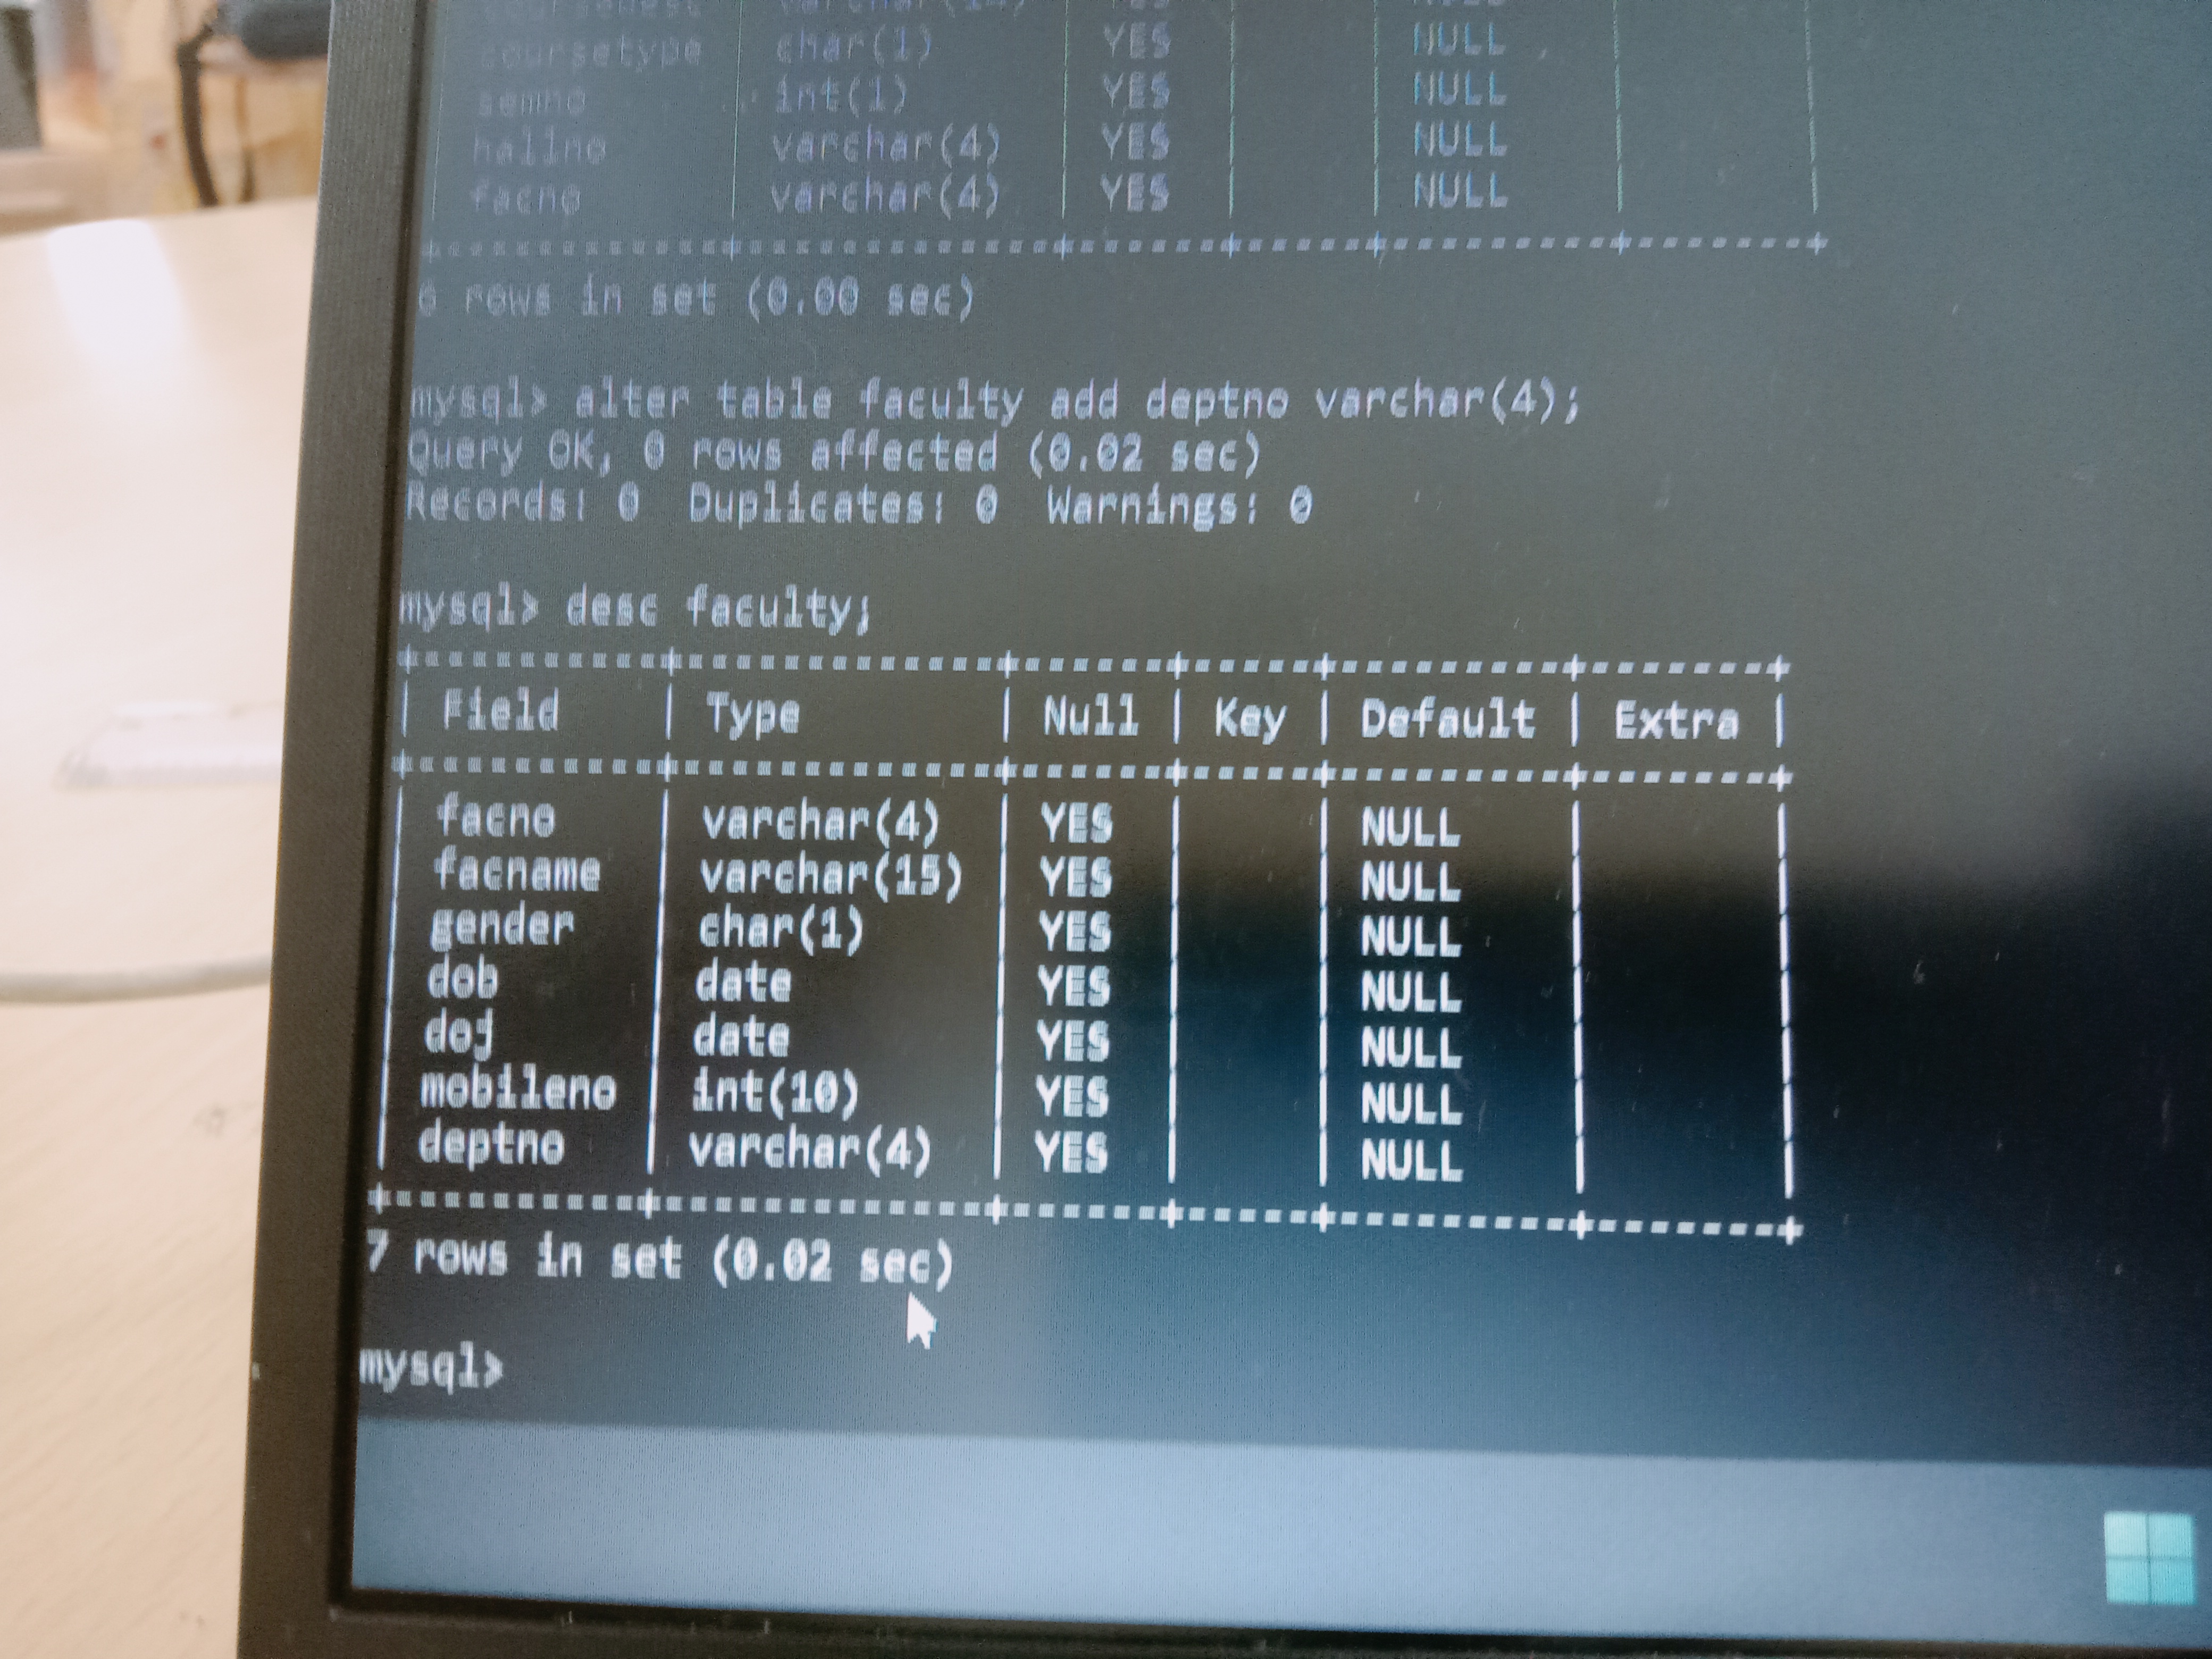 coursetype | char(1) | YES | | NULL | |
semno | int(1) | YES | | NULL | |
hallno | varchar(4) | YES | | NULL | |
facno | varchar(4) | YES | | NULL | |
6 rows in set (0.00 sec)
mysql> alter table faculty add deptno varchar(4);
Query OK, 0 rows affected (0.02 sec)
Records: 0  Duplicates: 0  Warnings: 0
mysql> desc faculty;
| Field | Type | Null | Key | Default | Extra |
| facno | varchar(4) | YES | | NULL | |
| facname | varchar(15) | YES | | NULL | |
| gender | char(1) | YES | | NULL | |
| dob | date | YES | | NULL | |
| doj | date | YES | | NULL | |
| mobileno | int(10) | YES | | NULL | |
| deptno | varchar(4) | YES | | NULL | |
7 rows in set (0.02 sec)
mysql>